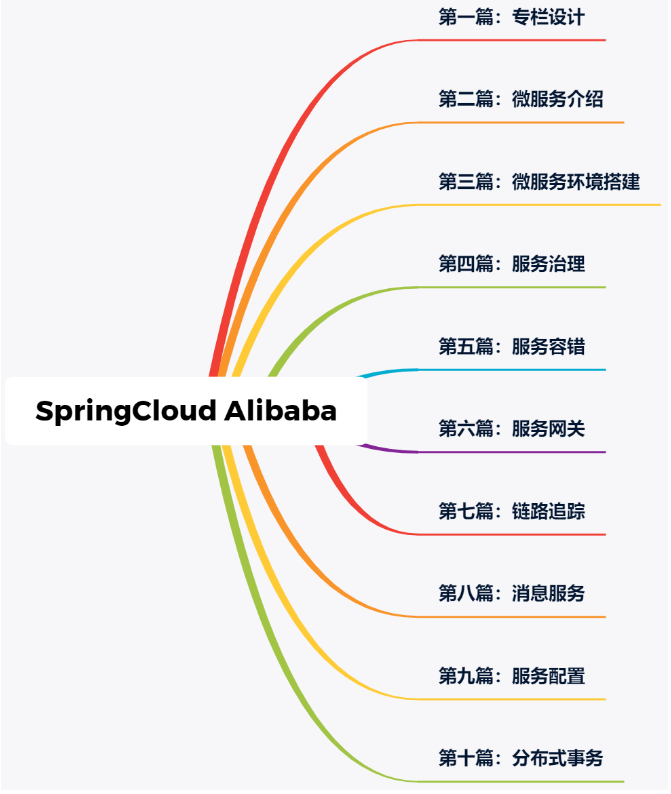 第一篇：专栏设计
第二篇：微服务介绍
第三篇：微服务环境搭建
第四篇：服务治理
第五篇：服务容错
SpringCloud Alibaba
第六篇：服务网关
第七篇：链路追踪
第八篇：消息服务
第九篇：服务配置
第十篇：分布式事务